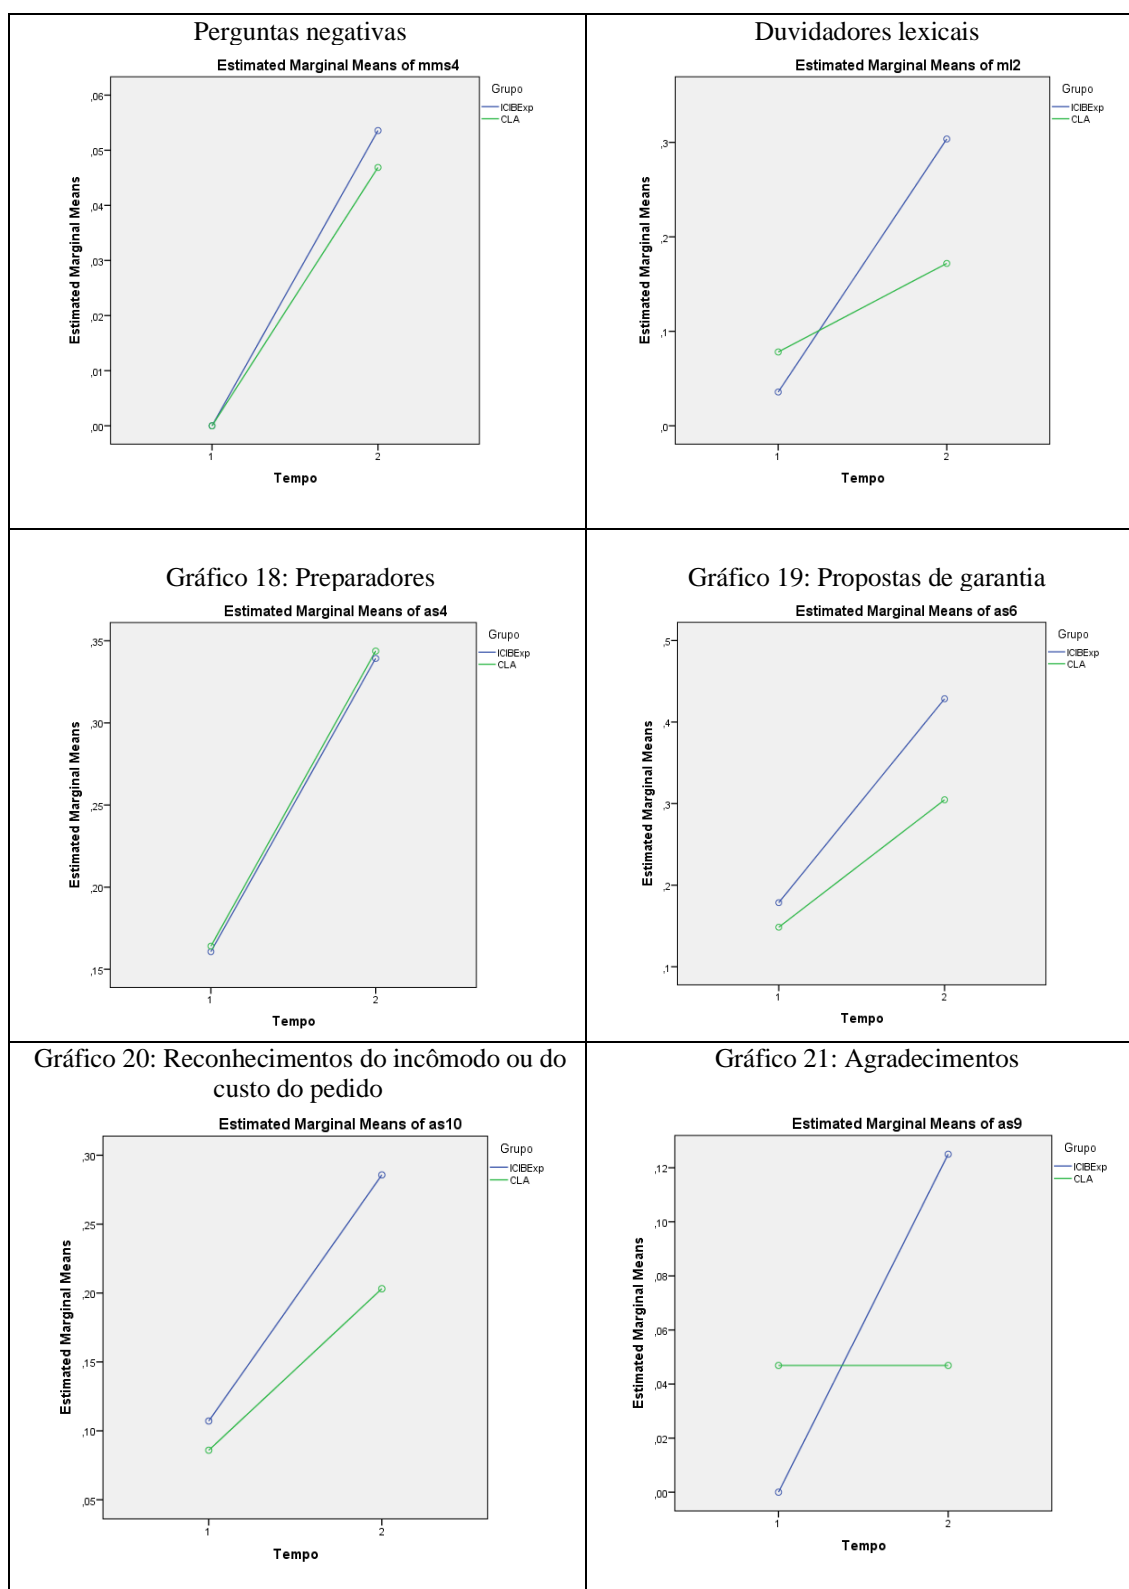 Perguntas negativas
Estimated Marginal Means of mms4
Grupo
ICIBExp
CLA
,06
,05
,04
,03
,02
,01
,00
Estimated Marginal Means
1
2
Tempo
Duvidadores lexicais
Estimated Marginal Means of ml2
Grupo
ICIBExp
CLA
,3
,2
,1
,0
Estimated Marginal Means
1
2
Tempo
Gráfico 18: Preparadores
Estimated Marginal Means of as4
Grupo
ICIBExp
CLA
,35
,30
,25
,20
,15
Estimated Marginal Means
1
2
Tempo
Gráfico 19: Propostas de garantia
Estimated Marginal Means of as6
Grupo
ICIBExp
CLA
,5
,4
,3
,2
,1
Estimated Marginal Means
1
2
Tempo
Gráfico 20: Reconhecimentos do incômodo ou do
custo do pedido
Estimated Marginal Means of as10
Grupo
ICIBExp
CLA
,30
,25
,20
,15
,10
,05
Estimated Marginal Means
1
2
Tempo
Gráfico 21: Agradecimentos
Estimated Marginal Means of as9
Grupo
ICIBExp
CLA
,12
,10
,08
,06
,04
,02
,00
Estimated Marginal Means
1
2
Tempo